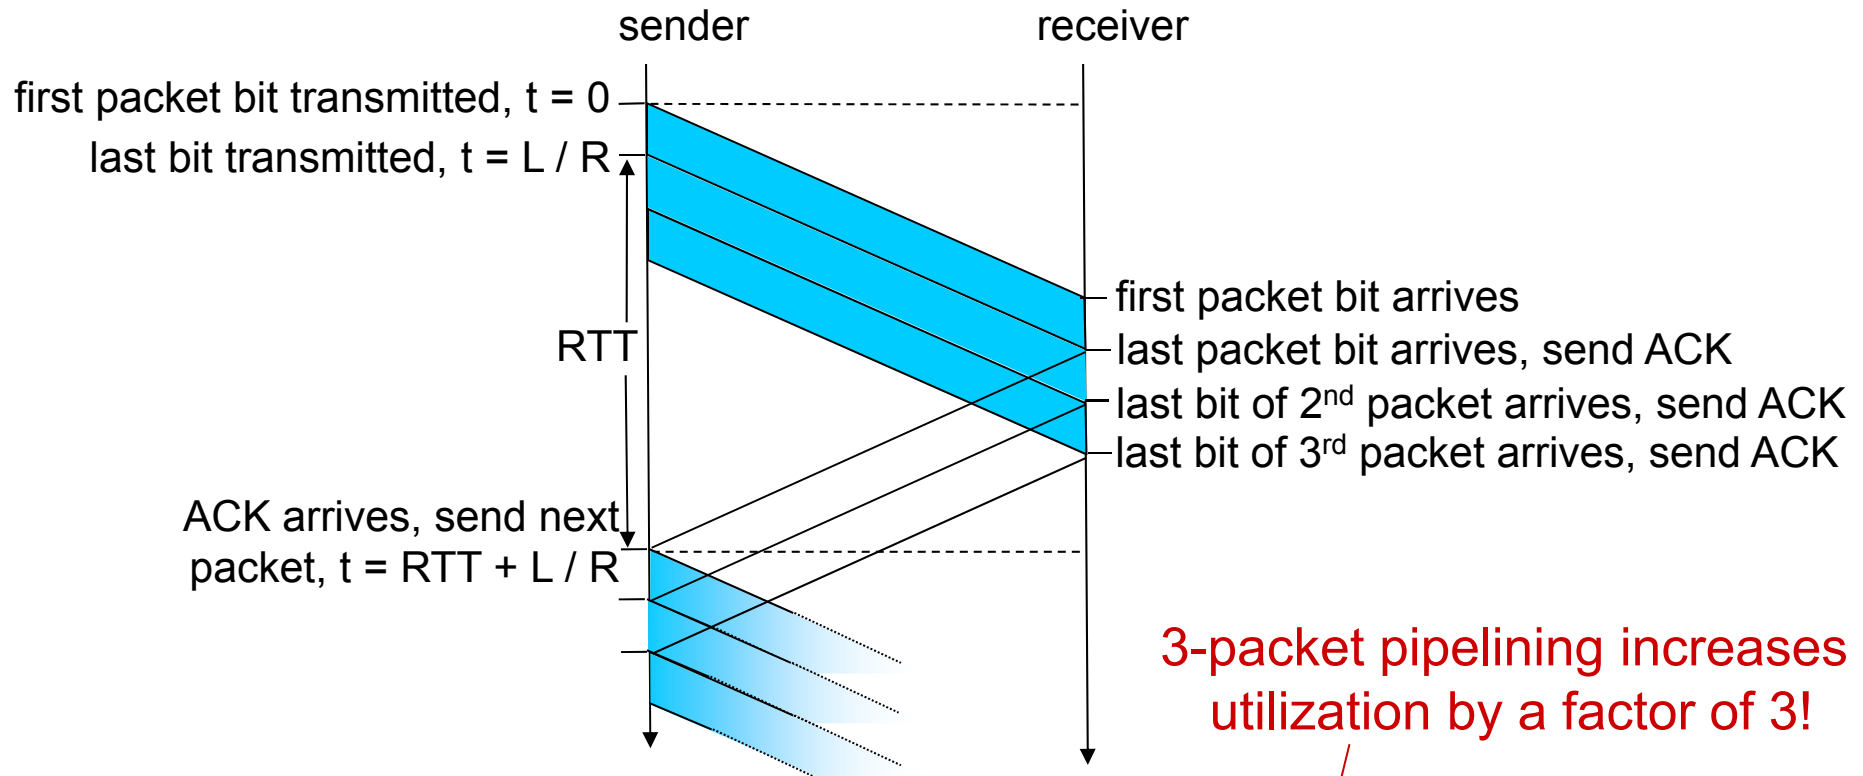 sender
receiver
first packet bit transmitted, t = 0
last bit transmitted, t = L / R
RTT
first packet bit arrives
last packet bit arrives, send ACK
last bit of 2nd packet arrives, send ACK
last bit of 3rd packet arrives, send ACK
ACK arrives, send next
packet, t = RTT + L / R
3-packet pipelining increases
utilization by a factor of 3!